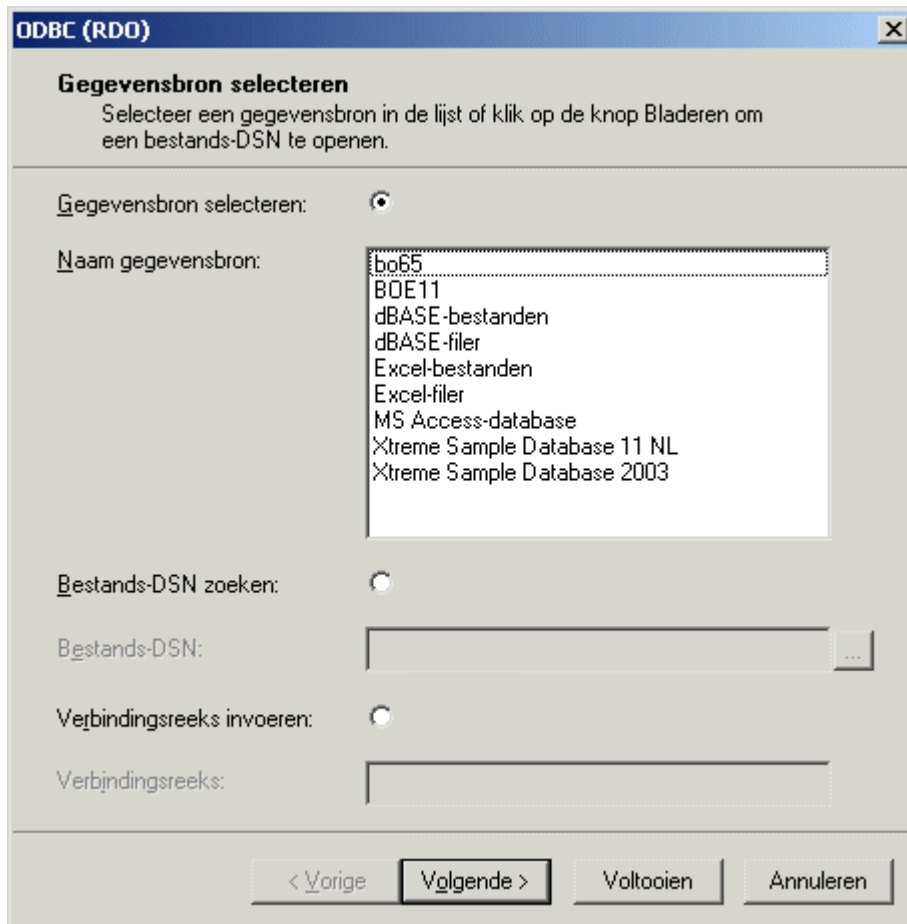 ODBC (RDO)
Gegevensbron selecteren
Selecteer een gegevensbron in de lijst of klik op de knop Bladeren om
een bestands-DSN te openen.
Gegevensbron selecteren:
Naam gegevensbron:
bo65
BOE11
dBASE-bestanden
dBASE-filer
Excel-bestanden
Excel-filer
MS Access-database
Xtreme Sample Database 11 NL
Xtreme Sample Database 2003
Bestands-DSN zoeken:
Bestands-DSN:
...
Verbindingsreeks invoeren:
Verbindingsreeks:
< Vorige
Volgende >
Voltooien
Annuleren